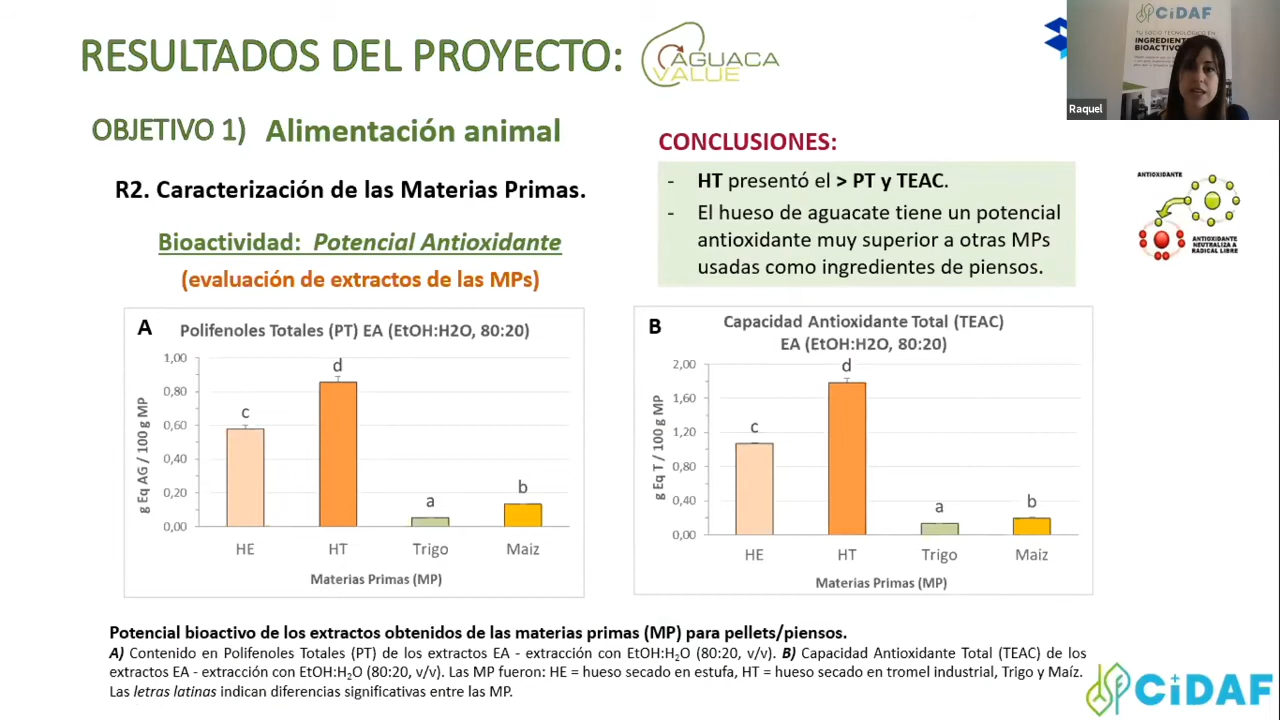 RESULTADOS DEL PROYECTO:
AGUACA
VALUE
CiDAF
TU SOCIO TECNOLÓGICO EN
INGREDIENTES
BIOACTIVO
Raquel
OBJETIVO 1) Alimentación animal
R2. Caracterización de las Materias Primas.
Bioactividad: Potencial Antioxidante
(evaluación de extractos de las MPs)
CONCLUSIONES:
- HT presentó el > PT y TEAC.
- El hueso de aguacate tiene un potencial
antioxidante muy superior a otras MPs
usadas como ingredientes de piensos.
ANTIOXIDANTE
ANTIOXIDANTE
NEUTRALIZA A
RADICAL LIBRE
A
Polifenoles Totales (PT) EA (EtOH:H2O, 80:20)
g Eq AG / 100 g MP
1,00
0,80
0,60
0,40
0,20
0,00
c
d
a
b
HE
HT
Trigo
Maiz
Materias Primas (MP)
B
Capacidad Antioxidante Total (TEAC)
EA (EtOH:H2O, 80:20)
g Eq T / 100 g MP
2,00
1,60
1,20
0,80
0,40
0,00
c
d
a
b
HE
HT
Trigo
Maiz
Materias Primas (MP)
Potencial bioactivo de los extractos obtenidos de las materias primas (MP) para pellets/piensos.
A) Contenido en Polifenoles Totales (PT) de los extractos EA - extracción con EtOH:H₂O (80:20, v/v). B) Capacidad Antioxidante Total (TEAC) de los
extractos EA - extracción con EtOH:H₂O (80:20, v/v). Las MP fueron: HE = hueso secado en estufa, HT = hueso secado en tromel industrial, Trigo y Maíz.
Las letras latinas indican diferencias significativas entre las MP.
CiDAF